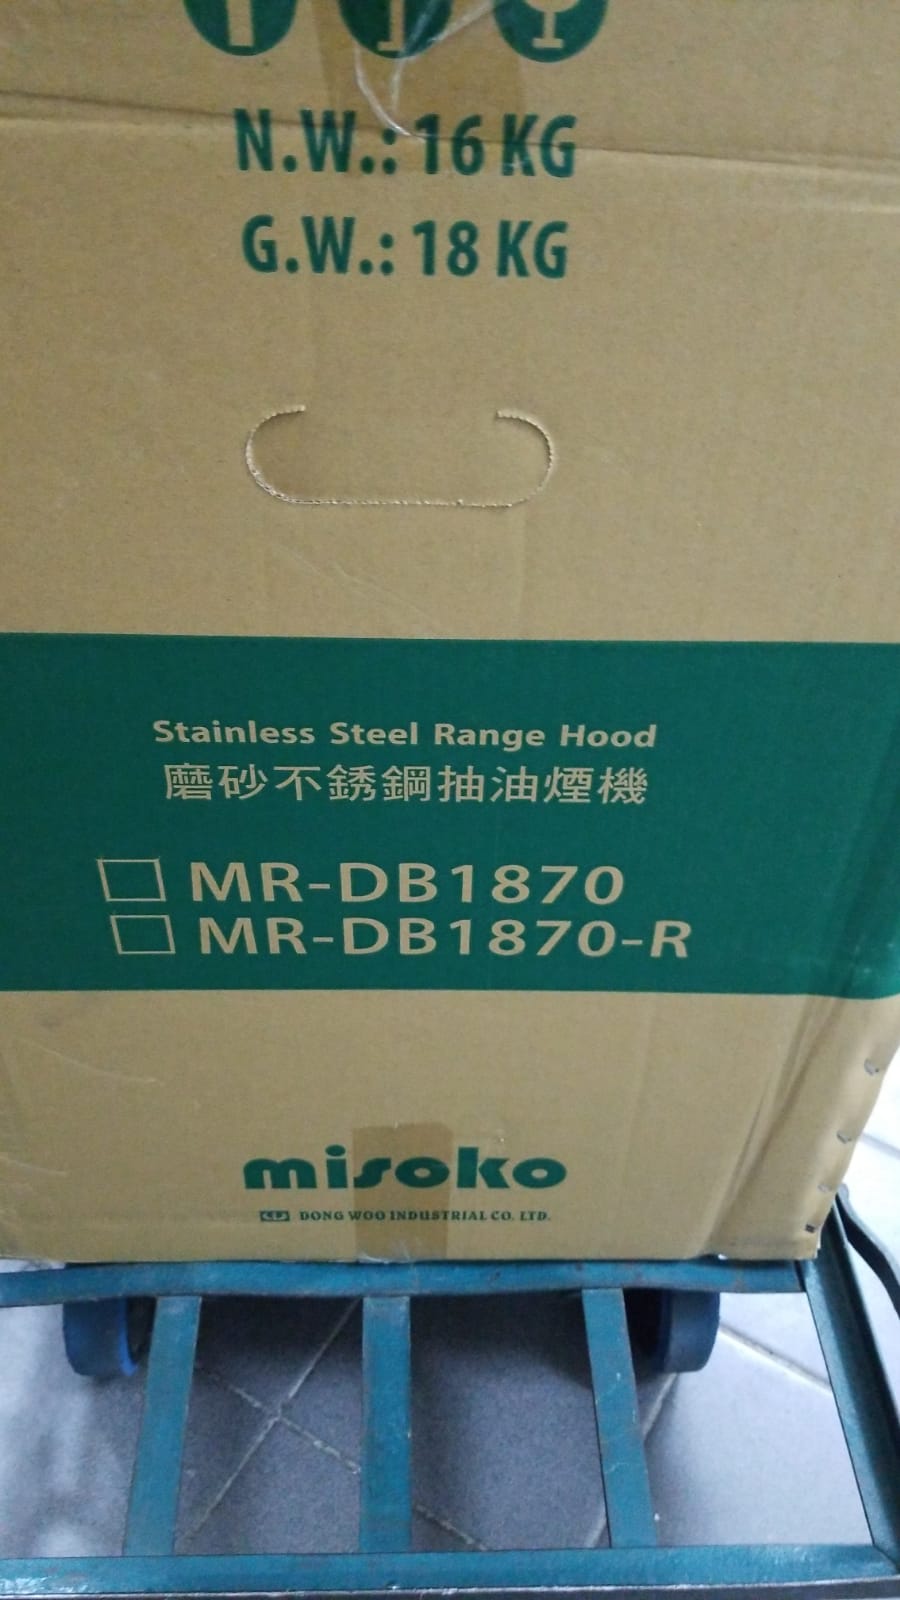 N.W.: 16 KG
G.W.: 18 KG
Stainless Steel Range Hood
磨砂不銹鋼抽油煙機
MR-DB1870
MR-DB1870-R
misoko
DONG WOO INDUSTRIAL CO. LTD.